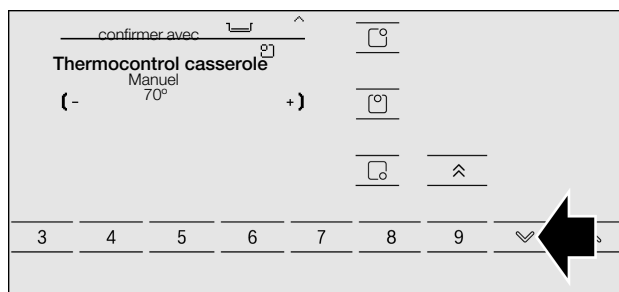 confirmer avec
Thermocontrol casserole
Manuel
70°
- +
3 4 5 6 7 8 9